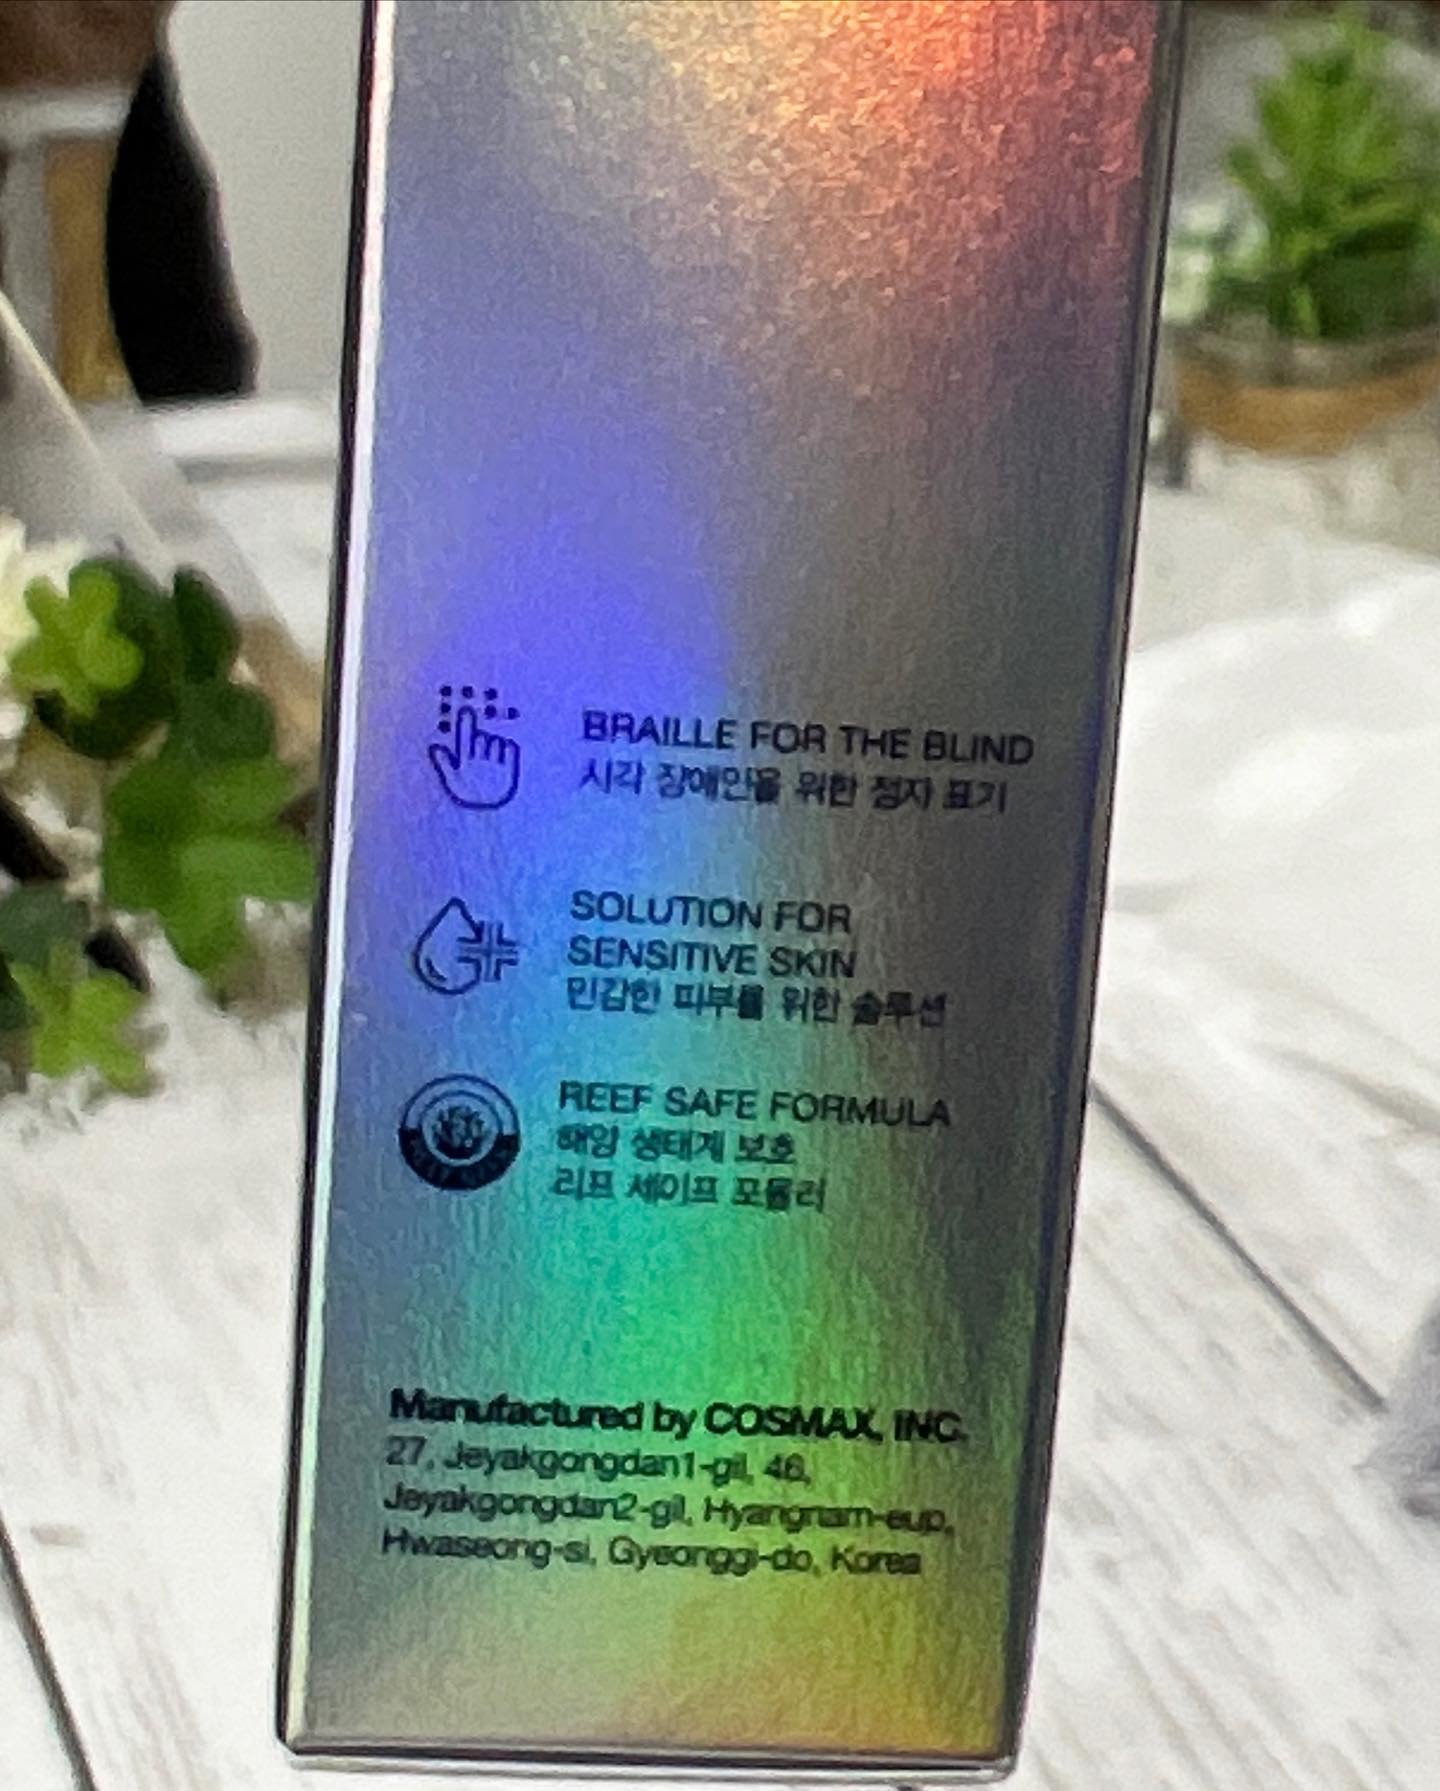 BRAILLE FOR THE BLIND
시각 장애인을 위한 점자 표기
SOLUTION FOR
SENSITIVE SKIN
민감한 피부를 위한 솔루션
REEF SAFE FORMULA
해양 생태계 보호
리프 세이프 포뮬러
Manufactured by COSMAX, INC.
27, Jeyakgongdan1-gil, 46,
Jeyakgongdan2-gil, Hyangnam-eup,
Hwaseong-si, Gyeonggi-do, Korea